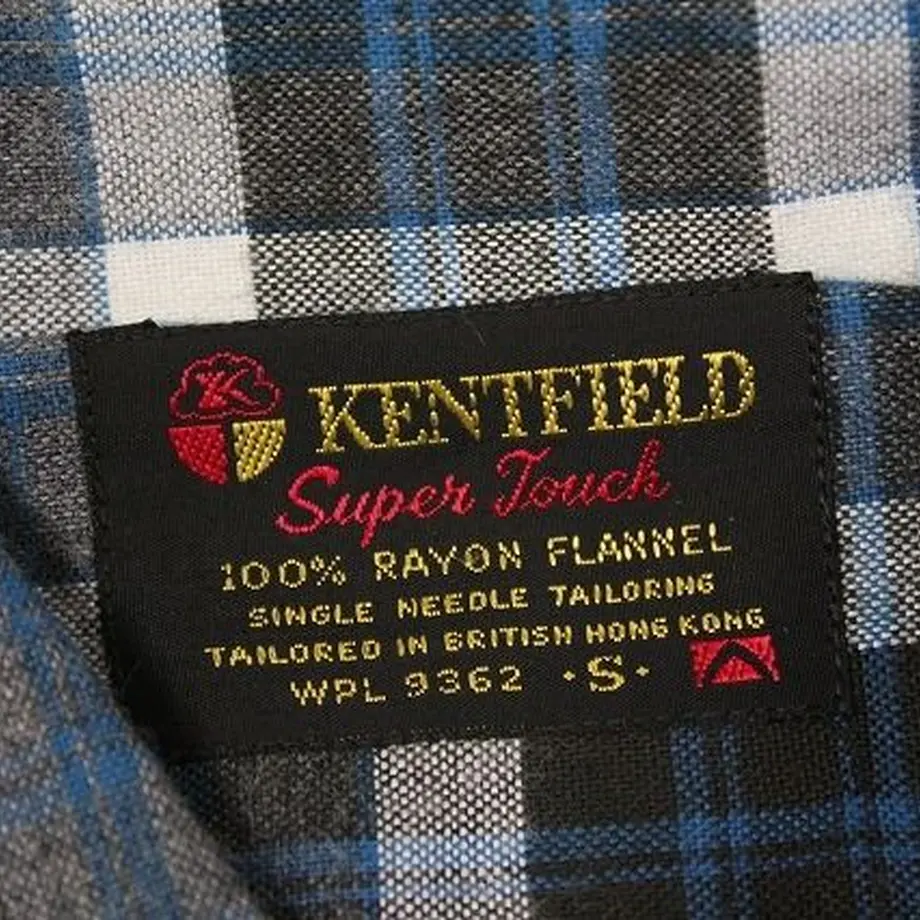 K
KENTFIELD
Super Touch
100% RAYON FLANNEL
SINGLE NEEDLE TAILORING
TAILORED IN BRITISH HONG KONG
WPL 9362 ·S·